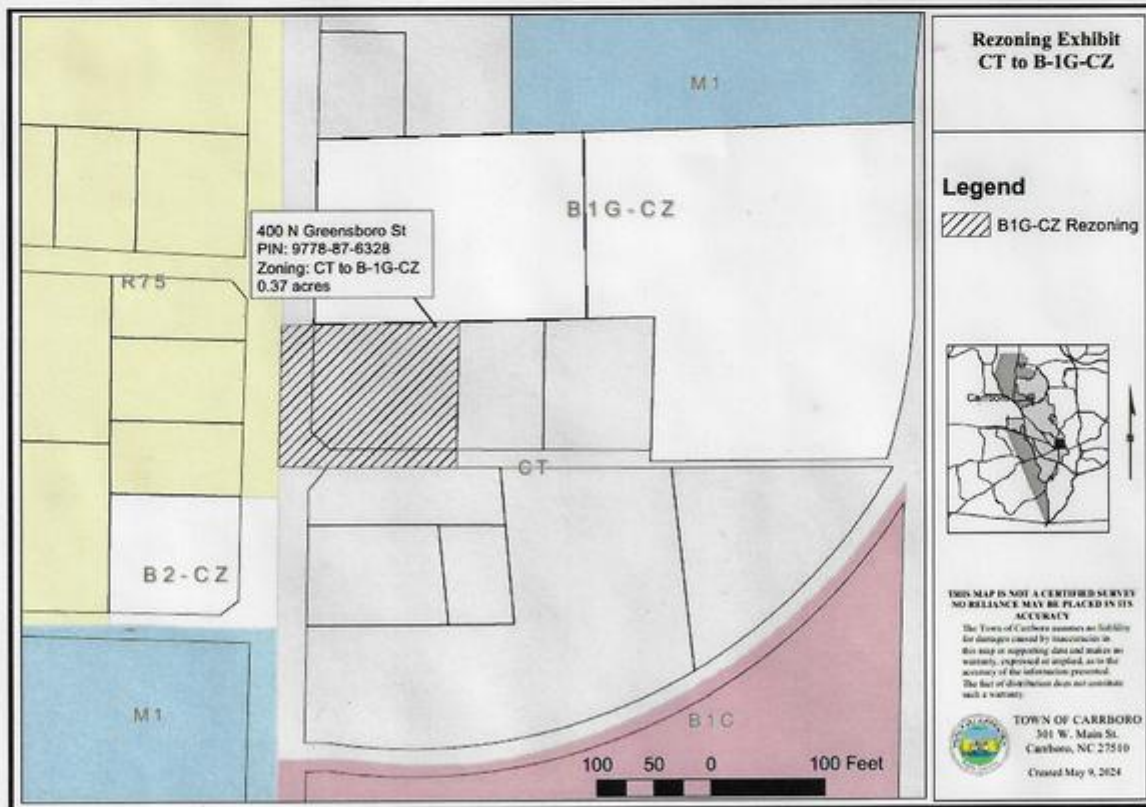 Rezoning Exhibit
CT to B-1G-CZ
Legend
B1G-CZ Rezoning
M1
B1G-CZ
400 N Greensboro St
PIN: 9778-87-6328
Zoning: CT to B-1G-CZ
0.37 acres
R75
CT
B2-CZ
M1
B1C
100 50 0 100 Feet
THIS MAP IS NOT A CERTIFIED SURVEY
NO RELIANCE MAY BE PLACED IN ITS
ACCURACY
The Town of Carrboro assumes no liability
for damages caused by inaccuracies in
this map or supporting data and makes no
warranty, expressed or implied, as to the
accuracy of the information presented.
The fact of distribution does not constitute
such a warranty.
TOWN OF CARRBORO
301 W. Main St.
Carrboro, NC 27510
Created May 9, 2024